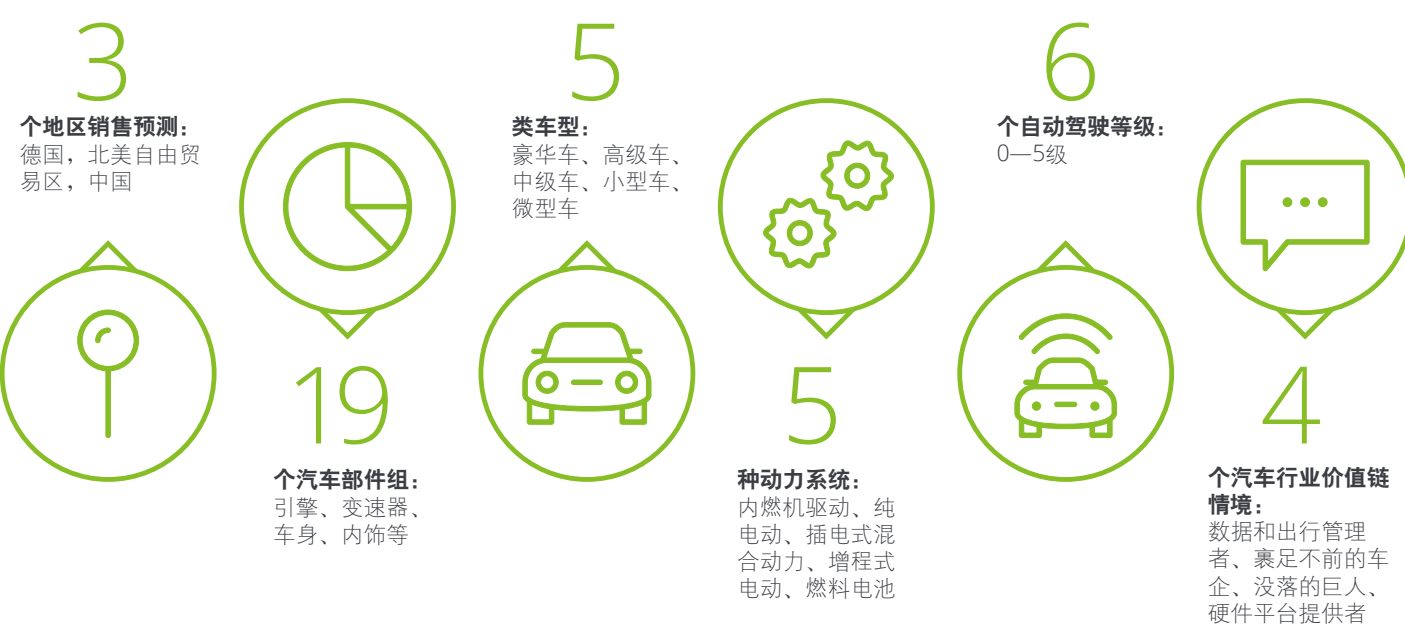 3
个地区销售预测：
德国，北美自由贸
易区，中国
19
个汽车部件组：
引擎、变速器、
车身、内饰等
5
类车型：
豪华车、高级车、
中级车、小型车、
微型车
5
种动力系统：
内燃机驱动、纯
电动、插电式混
合动力、增程式
电动、燃料电池
6
个自动驾驶等级：
0—5级
4
个汽车行业价值链
情境：
数据和出行管理
者、裹足不前的车
企、没落的巨人、
硬件平台提供者